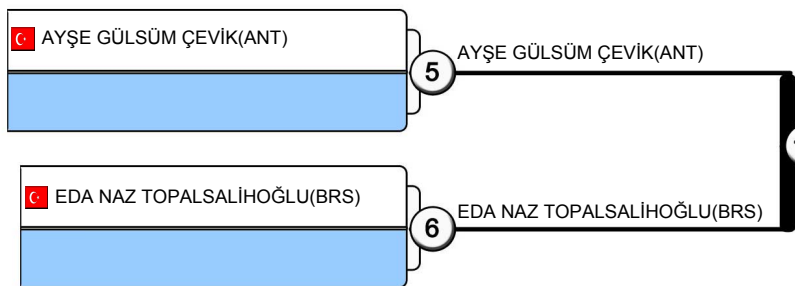 AYŞE GÜLSÜM ÇEVİK(ANT)
5
AYŞE GÜLSÜM ÇEVİK(ANT)
EDA NAZ TOPALSALİHOĞLU(BRS)
6
EDA NAZ TOPALSALİHOĞLU(BRS)